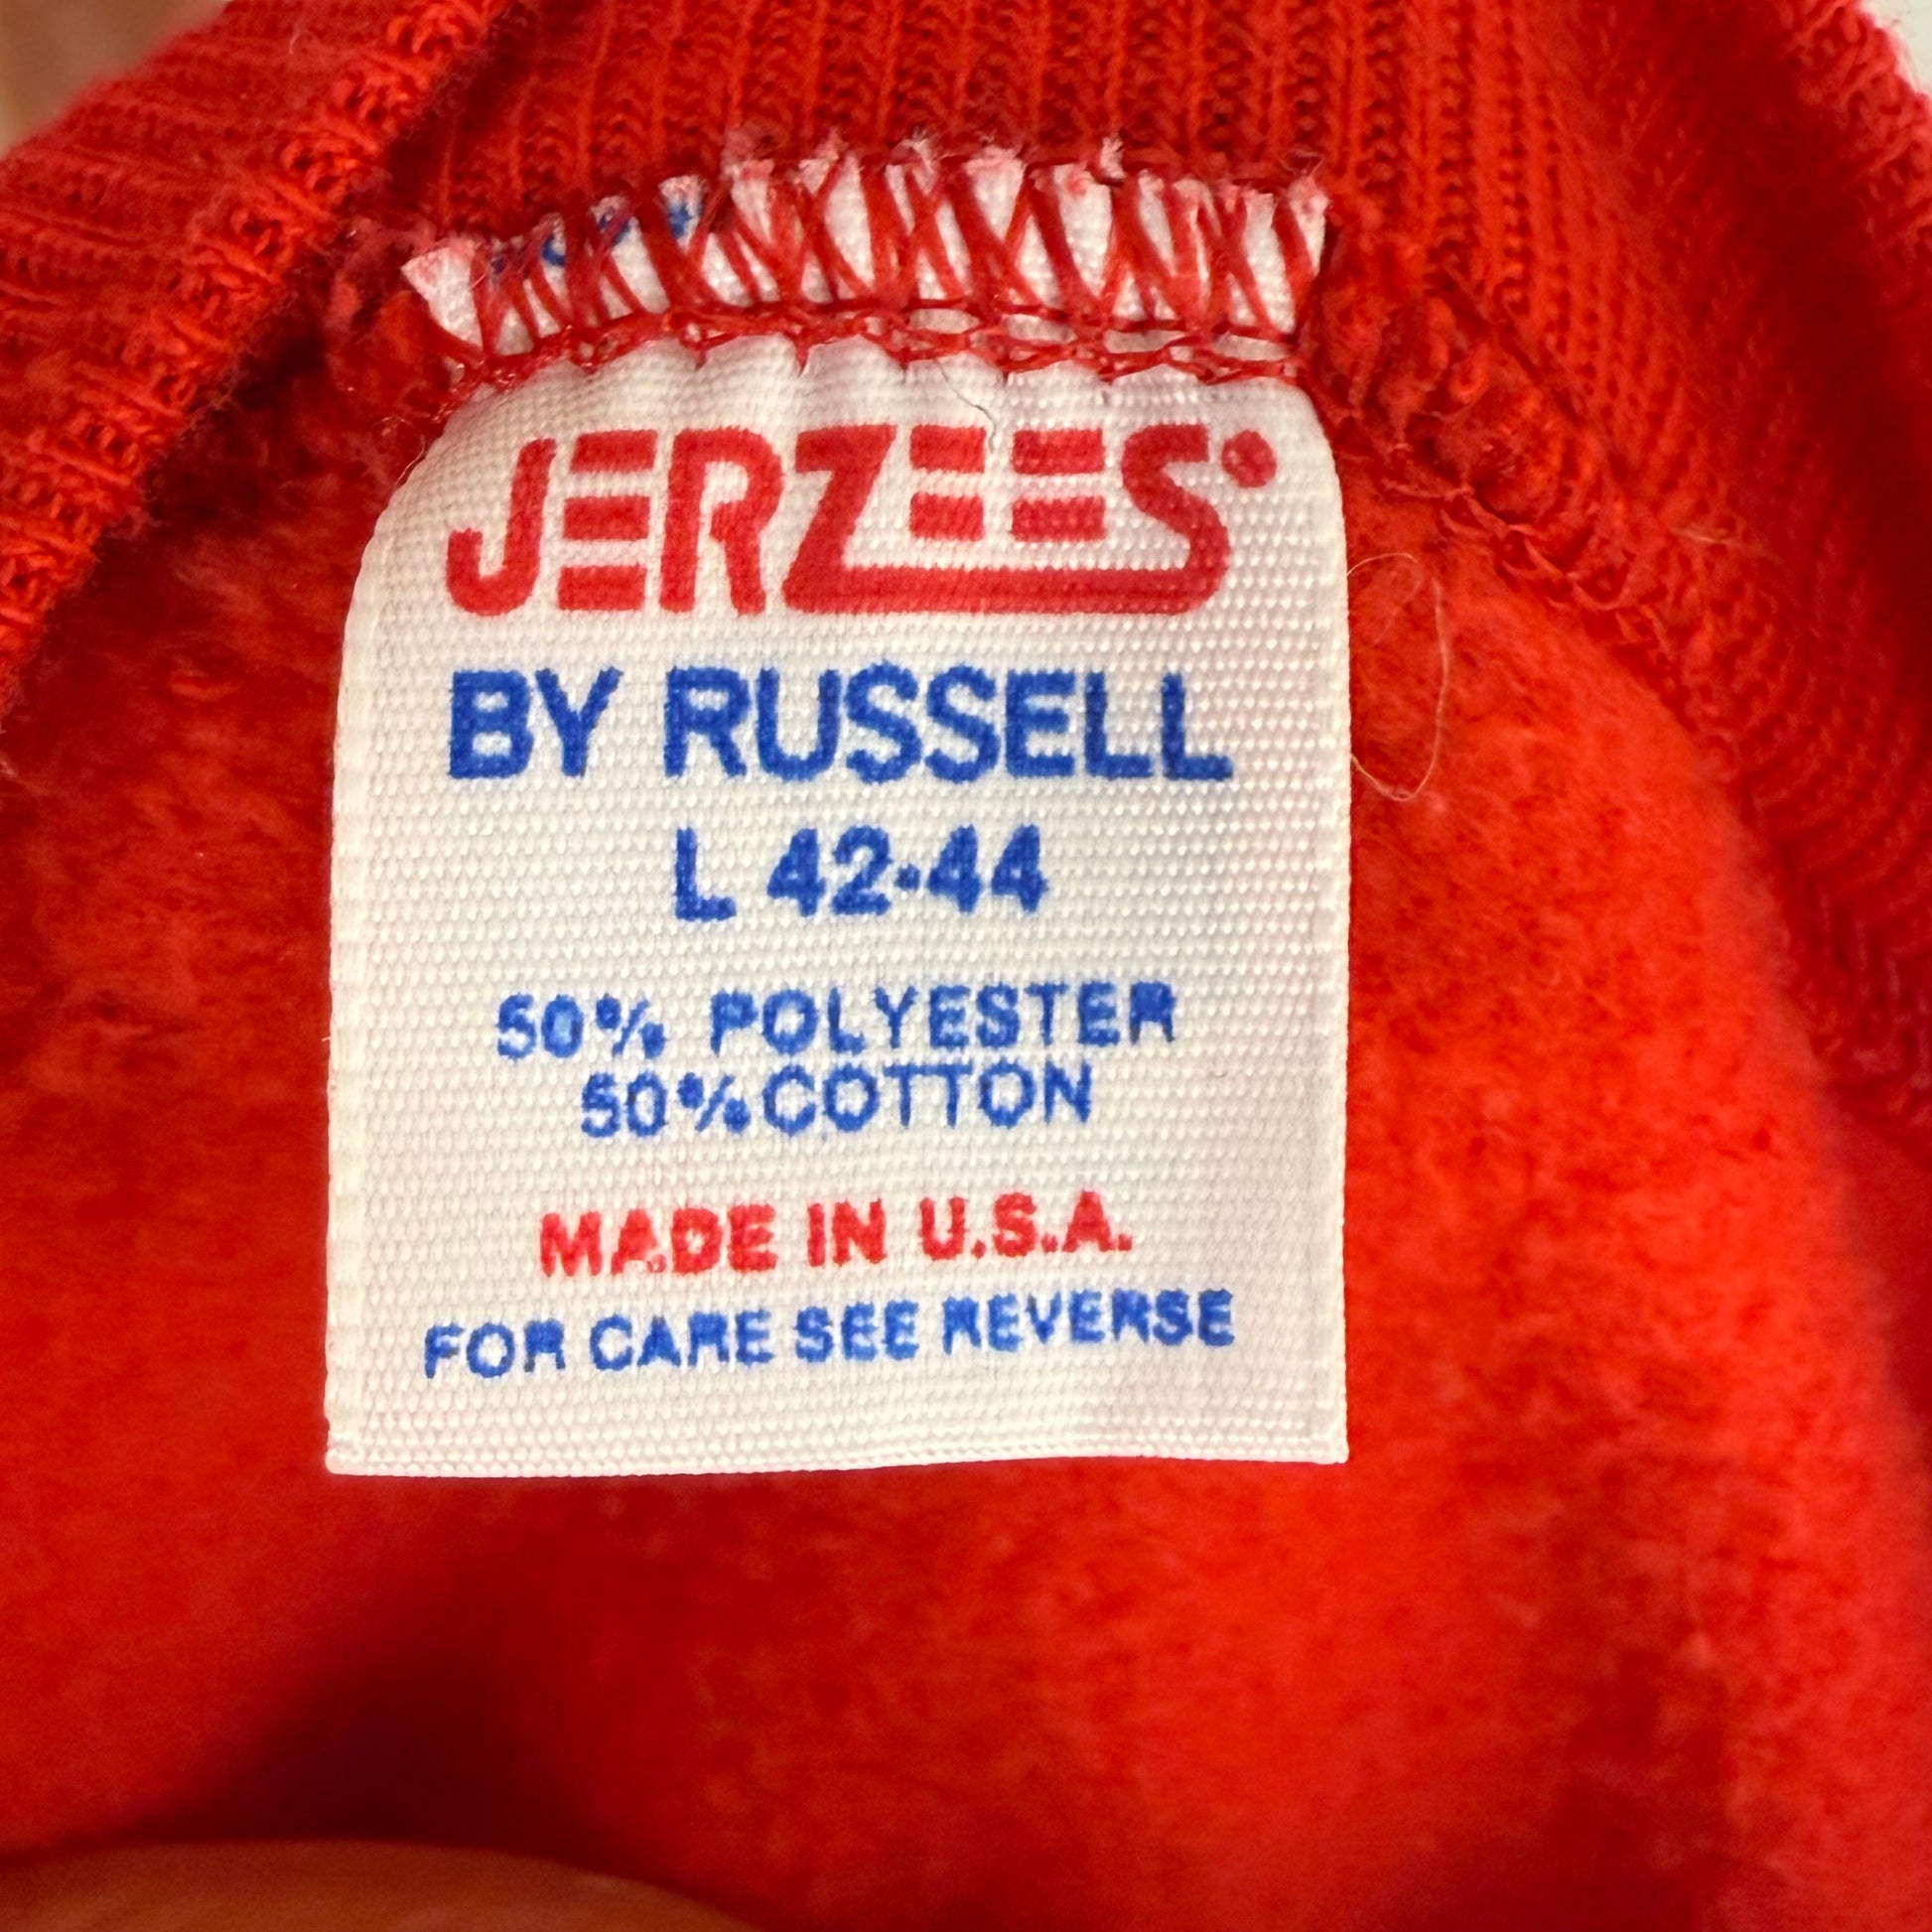 JERZEES
BY RUSSELL
L 42-44
50% POLYESTER
50% COTTON
MADE IN U.S.A.
FOR CARE SEE REVERSE